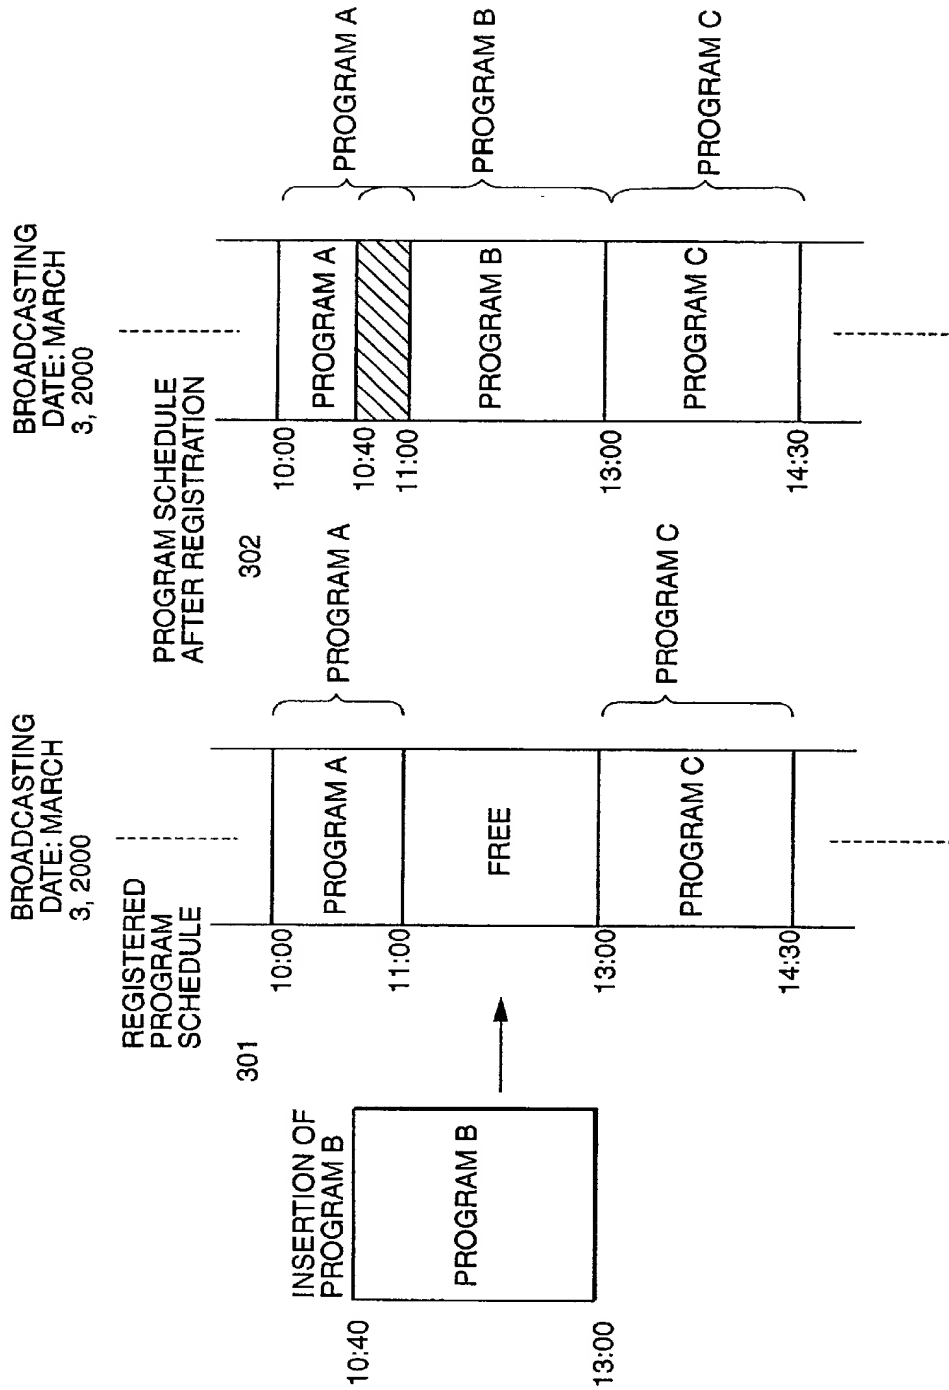 INSERTION OF
PROGRAM B
10:40
PROGRAM B
13:00
BROADCASTING
DATE: MARCH
3, 2000
REGISTERED
PROGRAM
SCHEDULE
301
10:00
PROGRAM A
PROGRAM A
11:00
FREE
13:00
PROGRAM C
PROGRAM C
14:30
BROADCASTING
DATE: MARCH
3, 2000
PROGRAM SCHEDULE
AFTER REGISTRATION
302
10:00
PROGRAM A
PROGRAM A
10:40
11:00
PROGRAM B
PROGRAM B
13:00
PROGRAM C
PROGRAM C
14:30